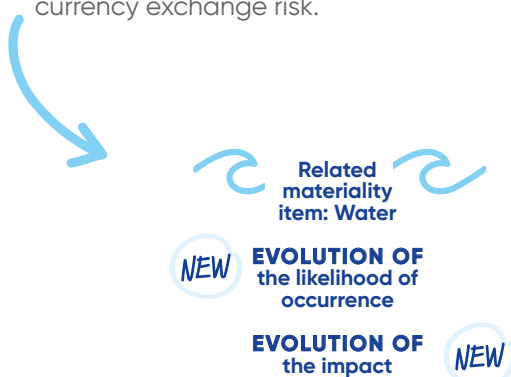 currency exchange risk.
Related
materiality
item: Water
NEW
EVOLUTION OF
the likelihood of
occurrence
EVOLUTION OF
the impact
NEW